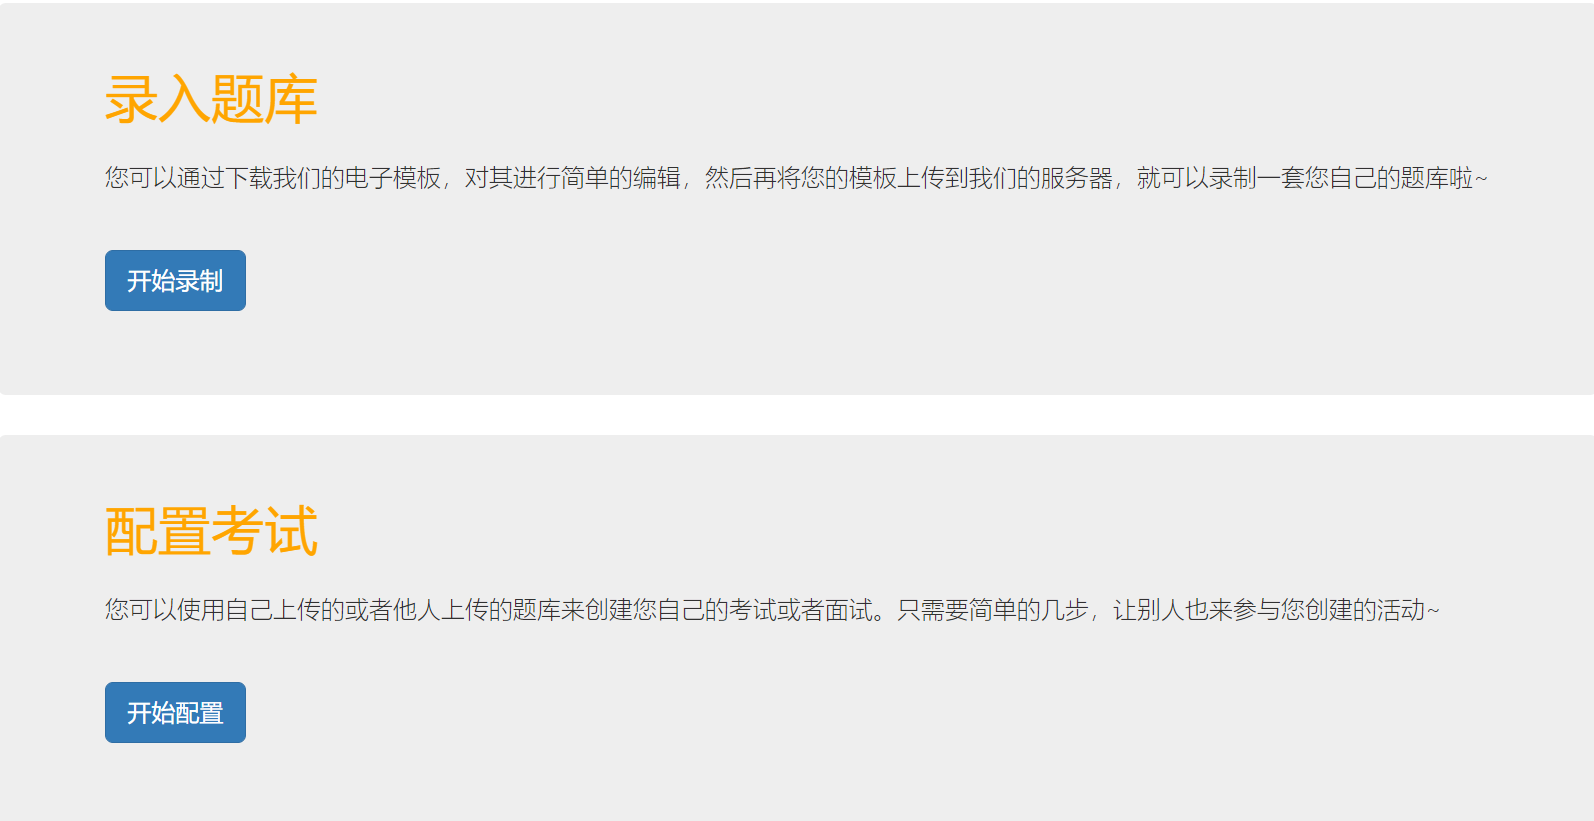 录入题库
您可以通过下载我们的电子模板，对其进行简单的编辑，然后再将您的模板上传到我们的服务器，就可以录制一套您自己的题库啦~
开始录制
配置考试
您可以使用自己上传的或者他人上传的题库来创建您自己的考试或者面试。只需要简单的几步，让别人也来参与您创建的活动~
开始配置